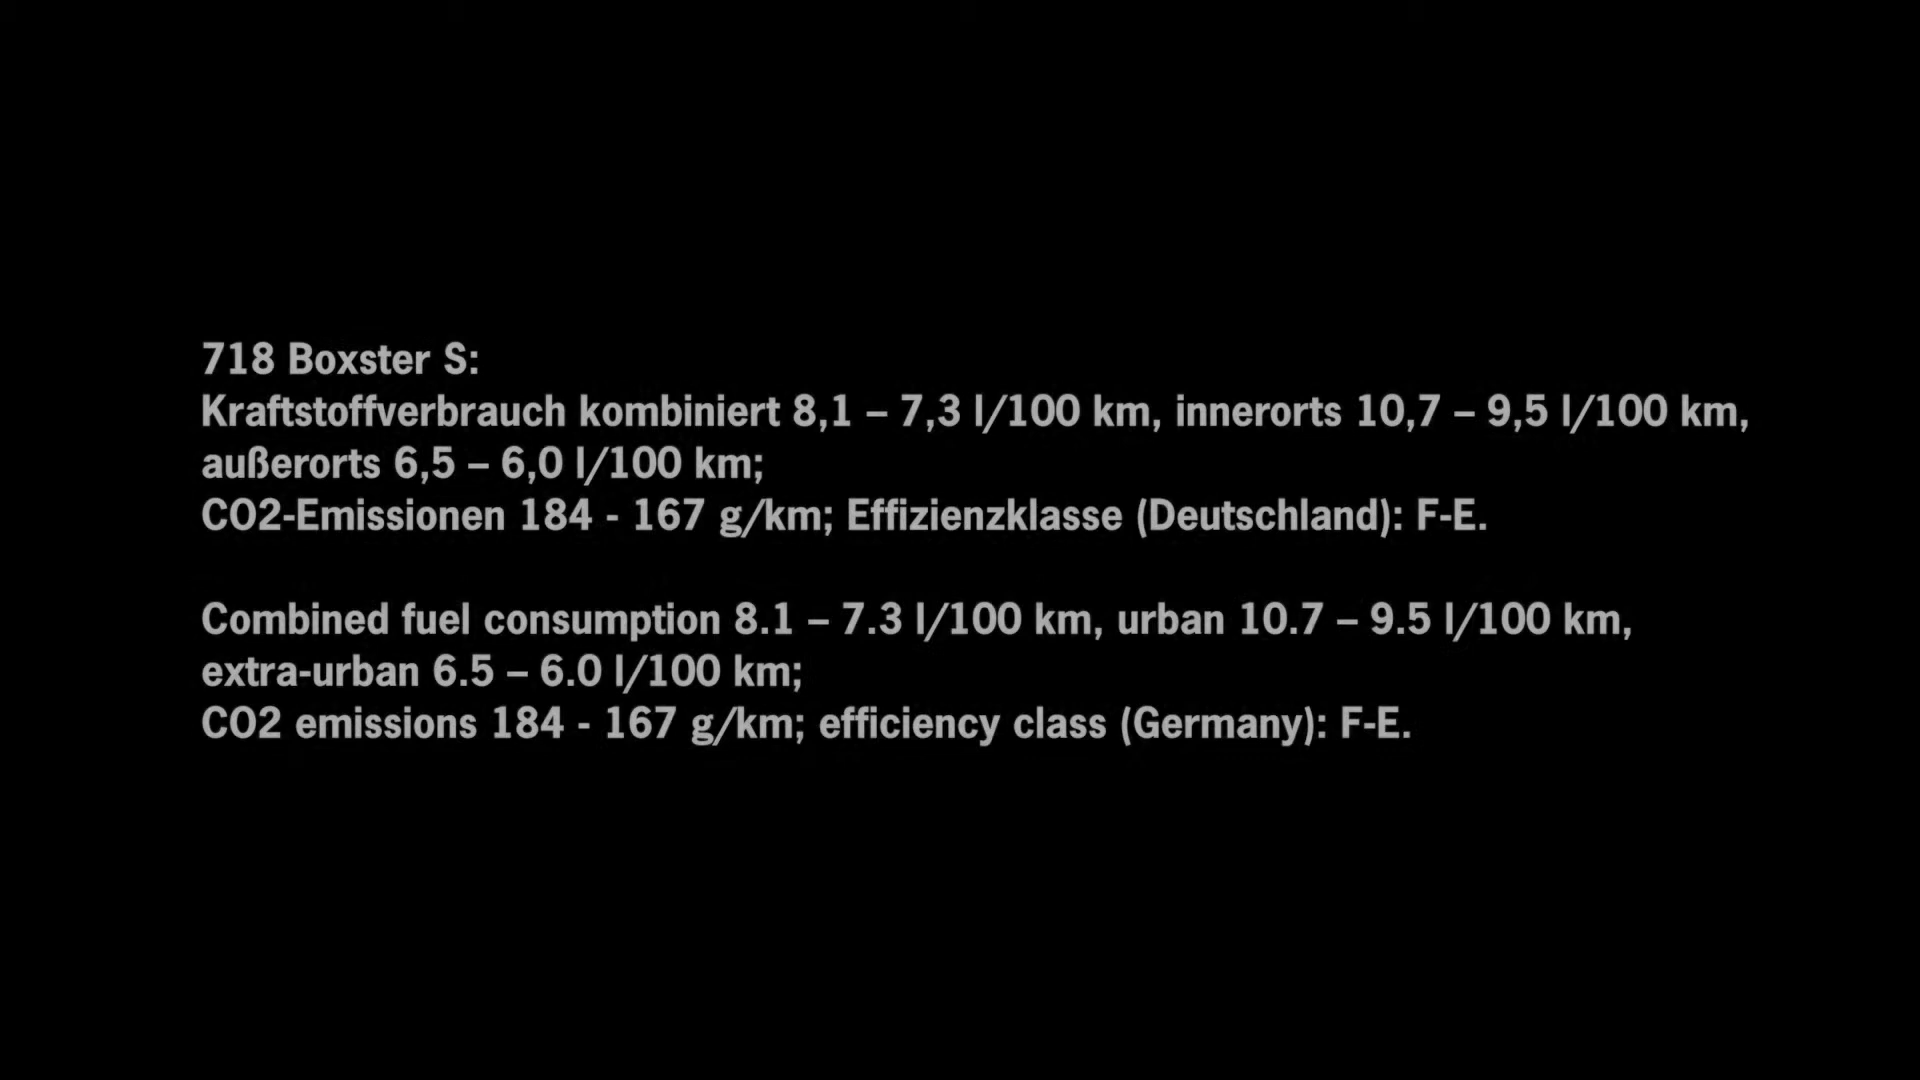 718 Boxster S:
Kraftstoffverbrauch kombiniert 8,1 – 7,3 l/100 km, innerorts 10,7 – 9,5 l/100 km,
außerorts 6,5 – 6,0 l/100 km;
CO2-Emissionen 184 - 167 g/km; Effizienzklasse (Deutschland): F-E.
Combined fuel consumption 8.1 – 7.3 l/100 km, urban 10.7 – 9.5 l/100 km,
extra-urban 6.5 – 6.0 l/100 km;
CO2 emissions 184 - 167 g/km; efficiency class (Germany): F-E.